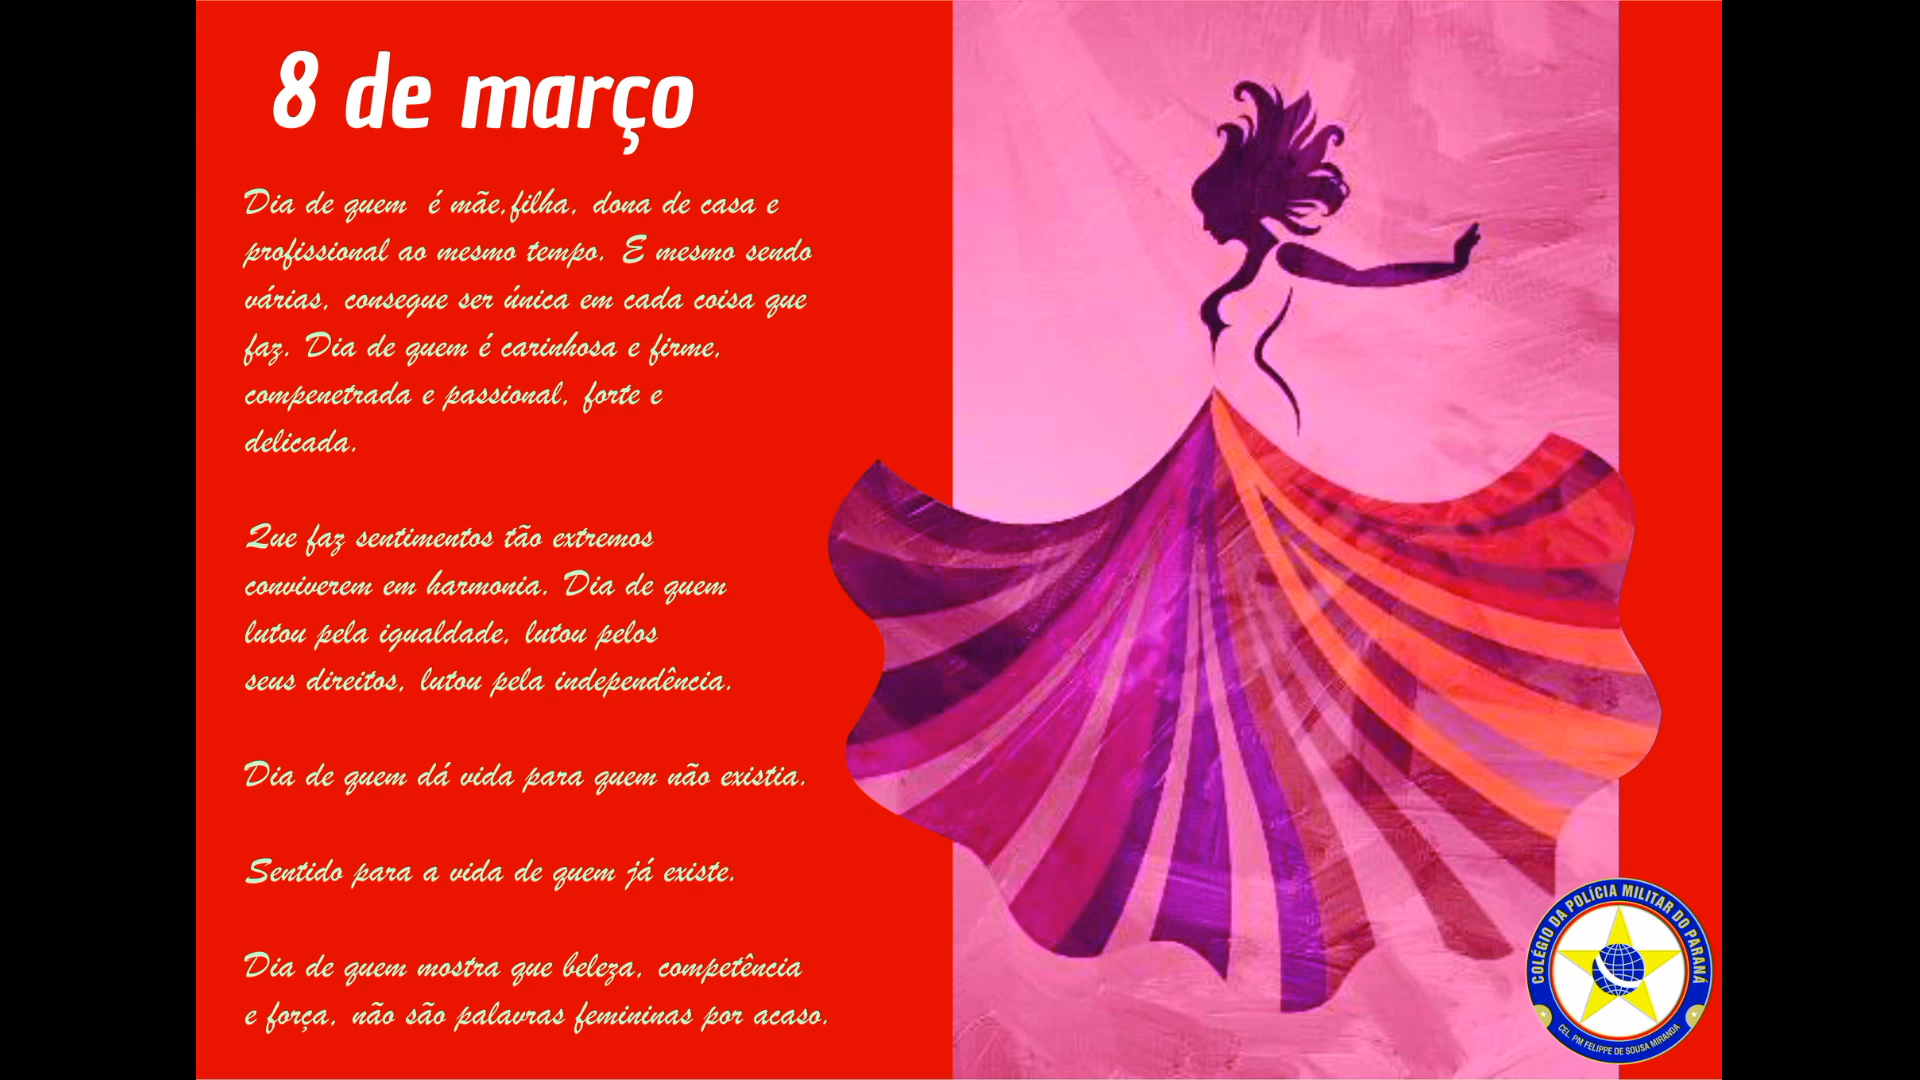 8 de março
Dia de quem é mãe,filha, dona de casa e
profissional ao mesmo tempo. E mesmo sendo
várias, consegue ser única em cada coisa que
faz. Dia de quem é carinhosa e firme,
compenetrada e passional, forte e
delicada.
Que faz sentimentos tão extremos
conviverem em harmonia. Dia de quem
lutou pela igualdade, lutou pelos
seus direitos, lutou pela independência.
Dia de quem dá vida para quem não existia.
Sentido para a vida de quem já existe.
Dia de quem mostra que beleza, competência
e força, não são palavras femininas por acaso.
COLÉGIO DA POLÍCIA MILITAR DO PARANÁ
CEL. PM FELIPPE DE SOUSA MIRANDA